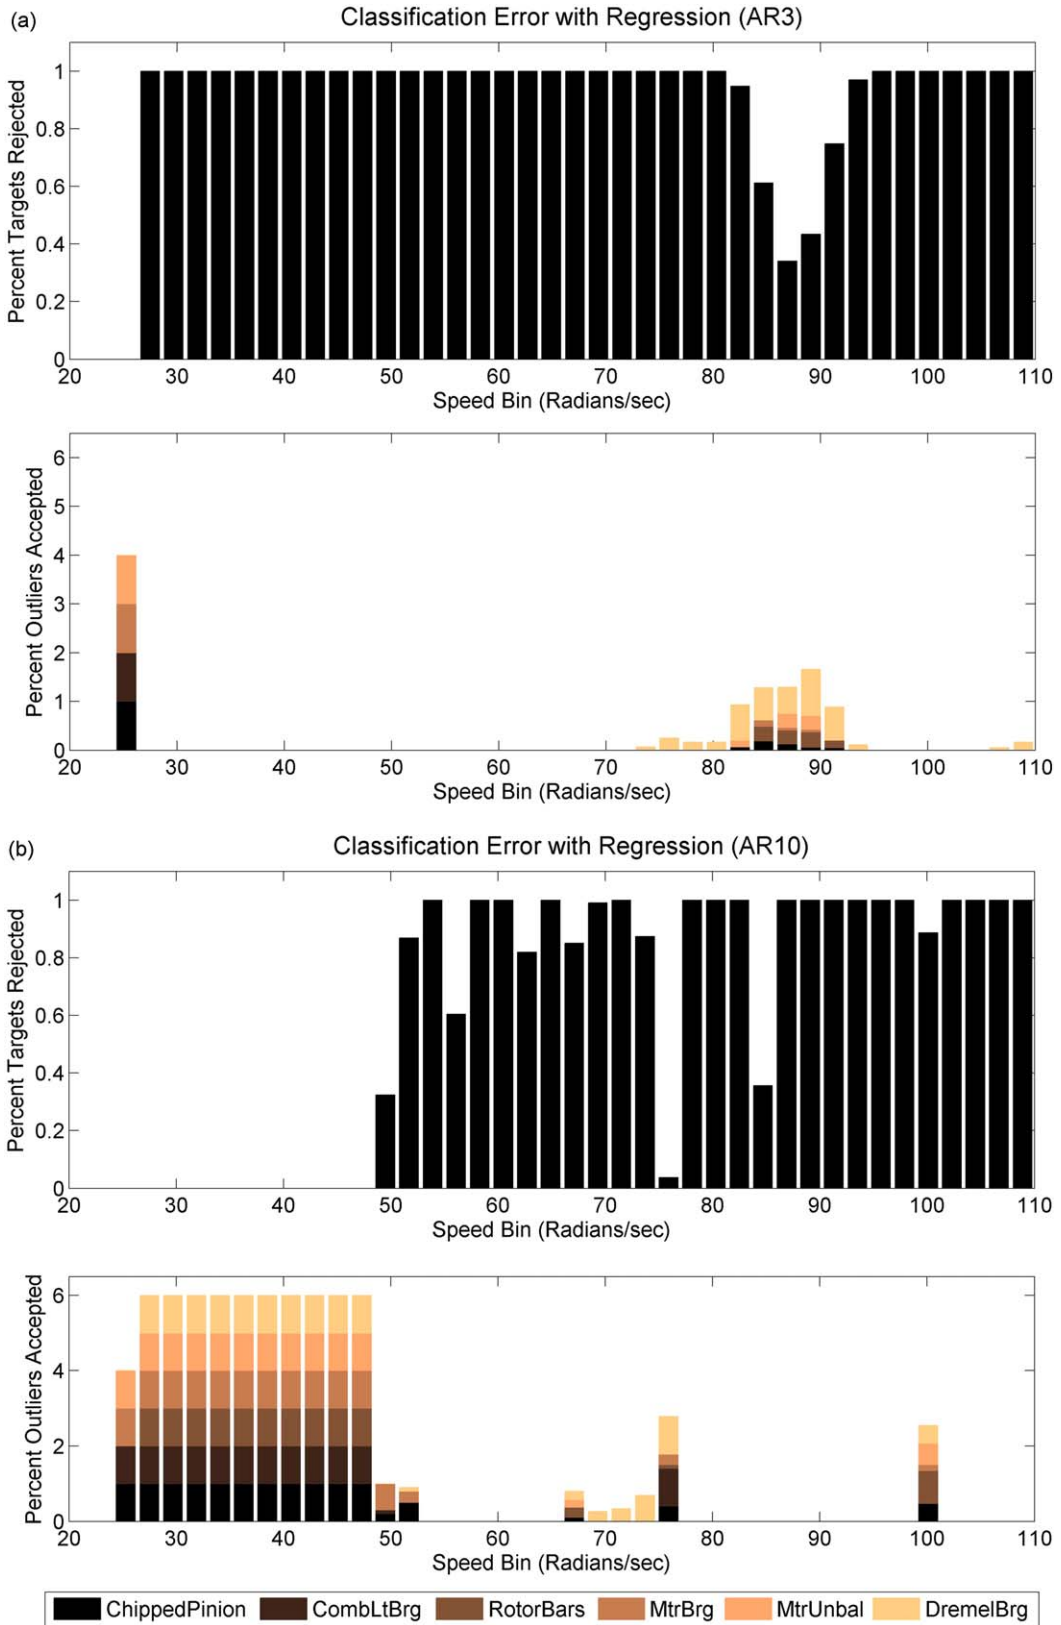 (a)
Classification Error with Regression (AR3)
Percent Targets Rejected
1
0.8
0.6
0.4
0.2
0
20 30 40 50 60 70 80 90 100 110
Speed Bin (Radians/sec)
Percent Outliers Accepted
6
5
4
3
2
1
0
20 30 40 50 60 70 80 90 100 110
Speed Bin (Radians/sec)
(b)
Classification Error with Regression (AR10)
Percent Targets Rejected
1
0.8
0.6
0.4
0.2
0
20 30 40 50 60 70 80 90 100 110
Speed Bin (Radians/sec)
Percent Outliers Accepted
6
4
2
0
20 30 40 50 60 70 80 90 100 110
Speed Bin (Radians/sec)
ChippedPinion CombLtBrg RotorBars MtrBrg MtrUnbal DremelBrg